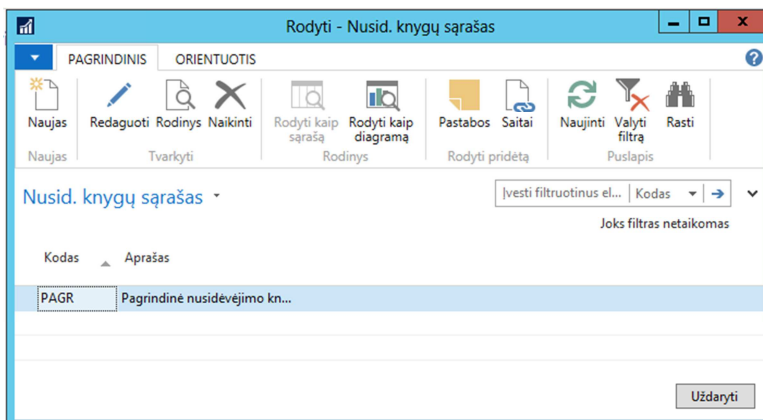 Rodyti - Nusid. knygų sąrašas
PAGRINDINIS ORIENTUOTIS
Naujas Redaguoti Rodinys Naikinti Rodyti kaip sąrašą Rodyti kaip diagramą Pastabos Saitai Naujinti Valyti filtrą Rasti
Naujas Tvarkyti Rodinys Rodyti pridėtą Puslapis
Nusid. knygų sąrašas
Įvesti filtruotinus el... Kodas
Joks filtras netaikomas
Kodas Aprašas
PAGR Pagrindinė nusidėvėjimo kn...
Uždaryti